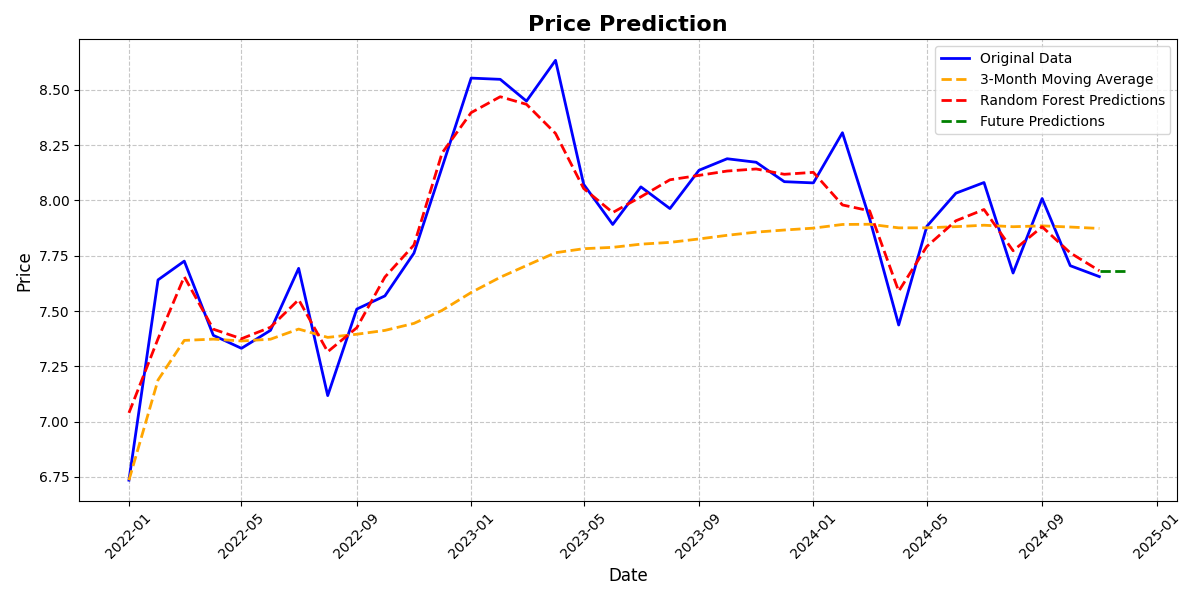 Price Prediction
Original Data
3-Month Moving Average
Random Forest Predictions
Future Predictions
Price
8.50
8.25
8.00
7.75
7.50
7.25
7.00
6.75
2022-01
2022-05
2022-09
2023-01
2023-05
2023-09
2024-01
2024-05
2024-09
2025-01
Date